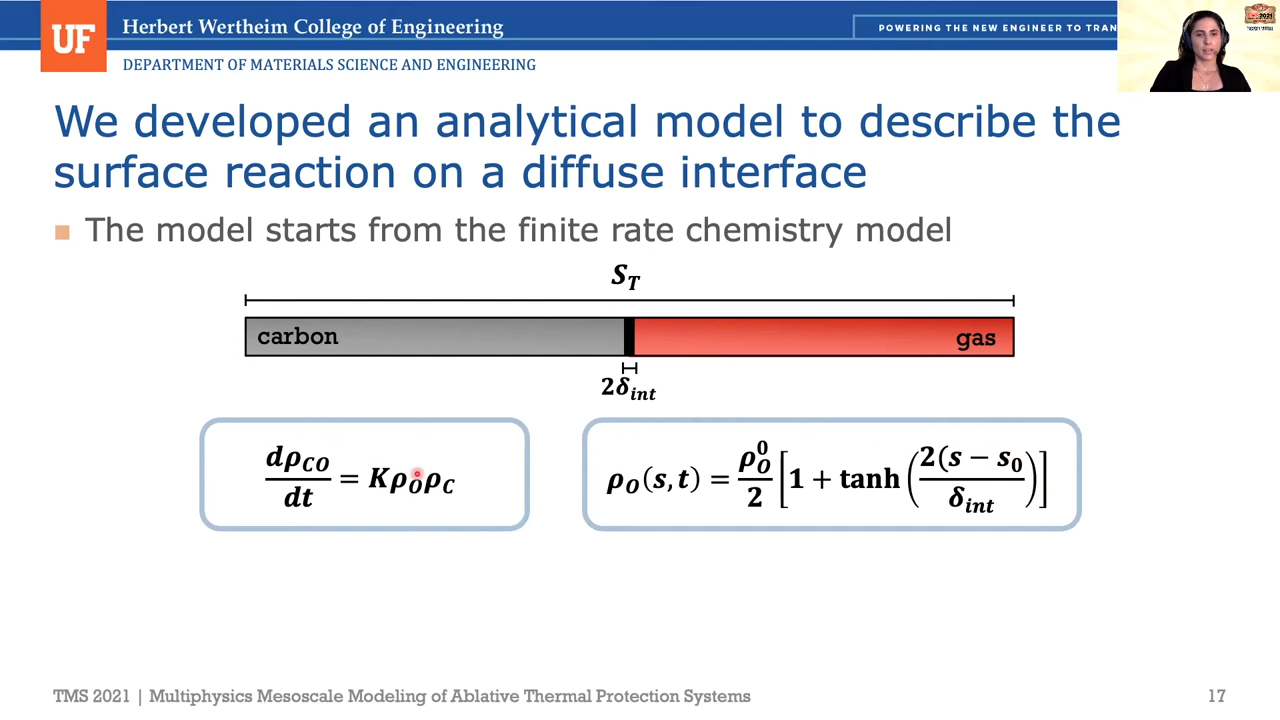 UF
Herbert Wertheim College of Engineering
POWERING THE NEW ENGINEER TO TRAN
DEPARTMENT OF MATERIALS SCIENCE AND ENGINEERING
We developed an analytical model to describe the
surface reaction on a diffuse interface
■ The model starts from the finite rate chemistry model
S_T
carbon
gas
2δ_int
dρ_CO/dt = Kρ_Oρ_C
ρ_O(s, t) = ρ_O^0/2 [1 + tanh (2(s − s_0)/δ_int)]
TMS 2021 | Multiphysics Mesoscale Modeling of Ablative Thermal Protection Systems
17